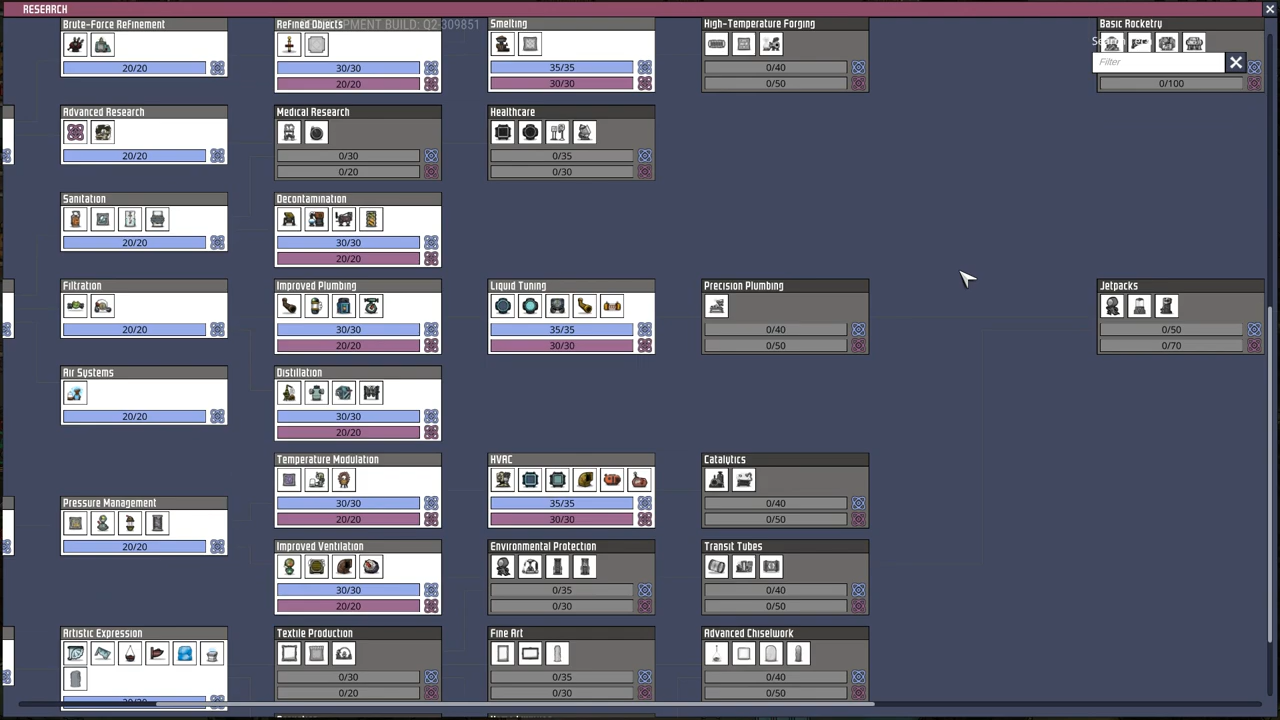 RESEARCH
PMENT BUILD: Q2-309851
Brute-Force Refinement
20/20
Refined Objects
30/30
20/20
Smelting
35/35
30/30
High-Temperature Forging
0/40
0/50
Basic Rocketry
Filter
0/100
Advanced Research
20/20
Medical Research
0/30
0/20
Healthcare
0/35
0/30
Sanitation
20/20
Decontamination
30/30
20/20
Filtration
20/20
Improved Plumbing
30/30
20/20
Liquid Tuning
35/35
30/30
Precision Plumbing
0/40
0/50
Jetpacks
0/50
0/70
Air Systems
20/20
Distillation
30/30
20/20
Temperature Modulation
30/30
20/20
HVAC
35/35
30/30
Catalytics
0/40
0/50
Pressure Management
20/20
Improved Ventilation
30/30
20/20
Environmental Protection
0/35
0/30
Transit Tubes
0/40
0/50
Artistic Expression
20/20
Textile Production
0/30
0/20
Fine Art
0/35
0/30
Advanced Chiselwork
0/40
0/50